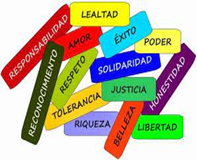 LEALTAD
RESPONSABILIDAD
AMOR
ÉXITO
PODER
RECONOCIMIENTO
RESPETO
SOLIDARIDAD
HONESTIDAD
TOLERANCIA
JUSTICIA
RIQUEZA
BELLEZA
LIBERTAD